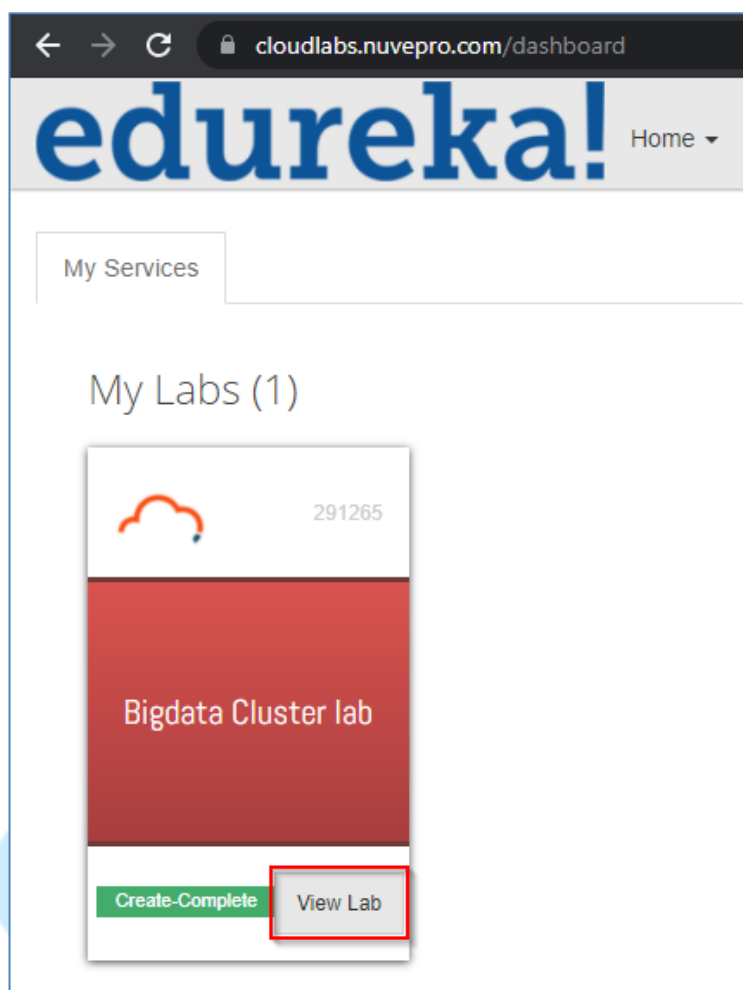 cloudlabs.nuvepro.com/dashboard
edureka! Home
My Services
My Labs (1)
291265
Bigdata Cluster lab
Create-Complete View Lab